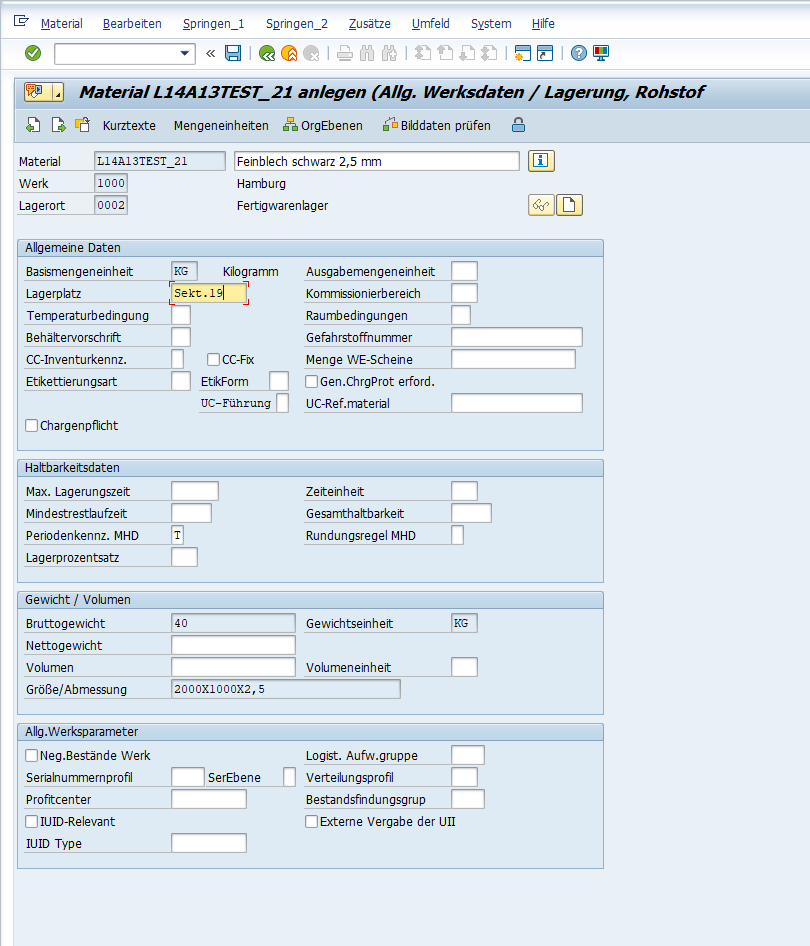 Material Bearbeiten Springen_1 Springen_2 Zusätze Umfeld System Hilfe
Material L14A13TEST_21 anlegen (Allg. Werksdaten / Lagerung, Rohstof
Kurztexte Mengeneinheiten OrgEbenen Bilddaten prüfen
Material L14A13TEST_21 Feinblech schwarz 2,5 mm
Werk 1000 Hamburg
Lagerort 0002 Fertigwarenlager
Allgemeine Daten
Basismengeneinheit KG Kilogramm Ausgabemengeneinheit
Lagerplatz Sekt.19 Kommissionierbereich
Temperaturbedingung Raumbedingungen
Behältervorschrift Gefahrstoffnummer
CC-Inventurkennz. CC-Fix Menge WE-Scheine
Etikettierungsart EtikForm Gen.ChrgProt erford.
UC-Führung UC-Ref.material
Chargenpflicht
Haltbarkeitsdaten
Max. Lagerungszeit Zeiteinheit
Mindestrestlaufzeit Gesamthaltbarkeit
Periodenkennz. MHD T Rundungsregel MHD
Lagerprozentsatz
Gewicht / Volumen
Bruttogewicht 40 Gewichtseinheit KG
Nettogewicht
Volumen Volumeneinheit
Größe/Abmessung 2000X1000X2,5
Allg.Werksparameter
Neg.Bestände Werk Logist. Aufw.gruppe
Serialnummernprofil SerEbene Verteilungsprofil
Profitcenter Bestandsfindungsgrup
IUID-Relevant Externe Vergabe der UII
IUID Type